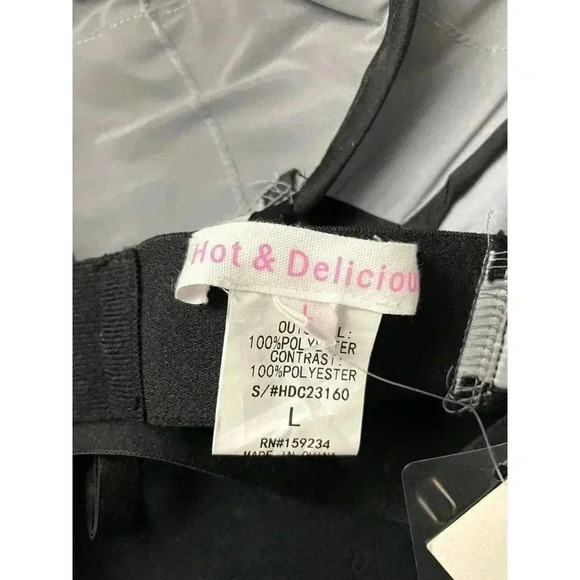 Hot & Deliciou
L
100%POLYESTER
CONTRAST:
100%POLYESTER
S/#HDC23160
L
RN#159234
MADE IN CHINA